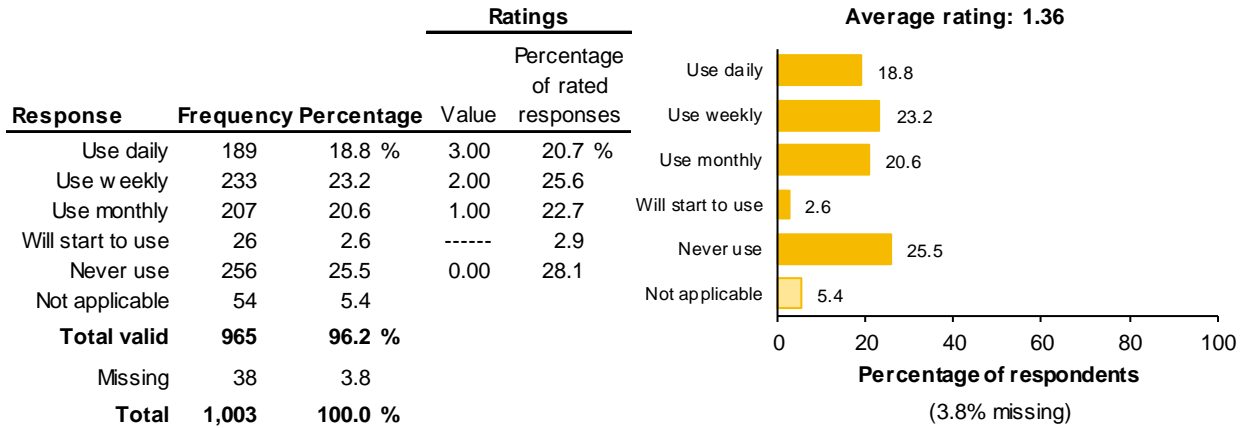 Ratings
Average rating: 1.36
Response Frequency Percentage Value Percentage of rated responses
Use daily 189 18.8 % 3.00 20.7 %
Use weekly 233 23.2 2.00 25.6
Use monthly 207 20.6 1.00 22.7
Will start to use 26 2.6 ------ 2.9
Never use 256 25.5 0.00 28.1
Not applicable 54 5.4
Total valid 965 96.2 %
Missing 38 3.8
Total 1,003 100.0 %
Use daily 18.8
Use weekly 23.2
Use monthly 20.6
Will start to use 2.6
Never use 25.5
Not applicable 5.4
0 20 40 60 80 100
Percentage of respondents
(3.8% missing)